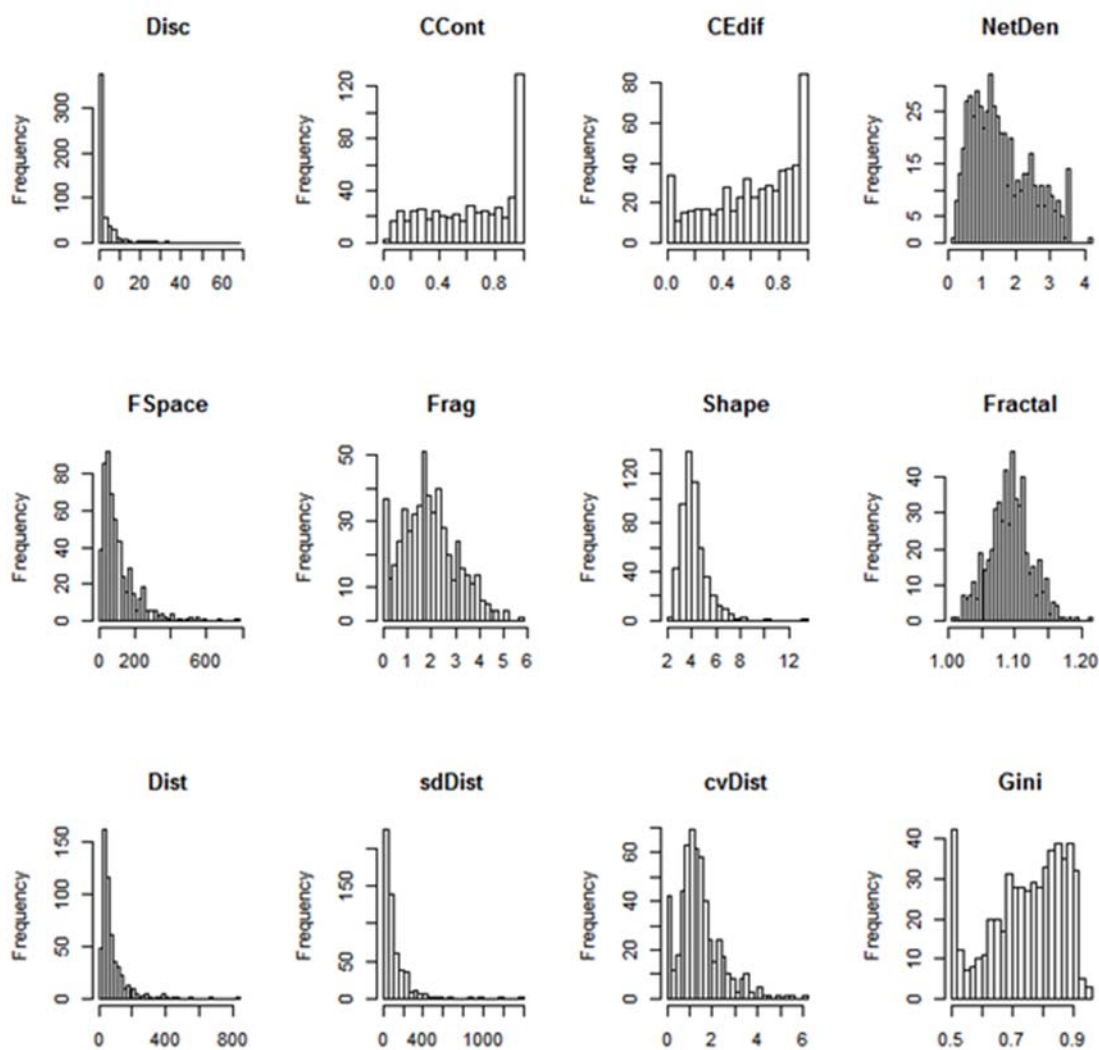 Disc CCont CEdif NetDen
Frequency Frequency Frequency Frequency
0 100 200 300 0 40 80 120 0 20 40 60 80 0 5 15 25
0 20 40 60 0.0 0.4 0.8 0.0 0.4 0.8 0 1 2 3 4
FSpace Frag Shape Fractal
Frequency Frequency Frequency Frequency
0 20 40 60 80 0 10 30 50 0 40 80 120 0 10 20 30 40
0 200 600 0 1 2 3 4 5 6 2 4 6 8 12 1.00 1.10 1.20
Dist sdDist cvDist Gini
Frequency Frequency Frequency Frequency
0 50 100 150 0 50 150 0 20 40 60 0 10 20 30 40
0 400 800 0 400 1000 0 2 4 6 0.5 0.7 0.9